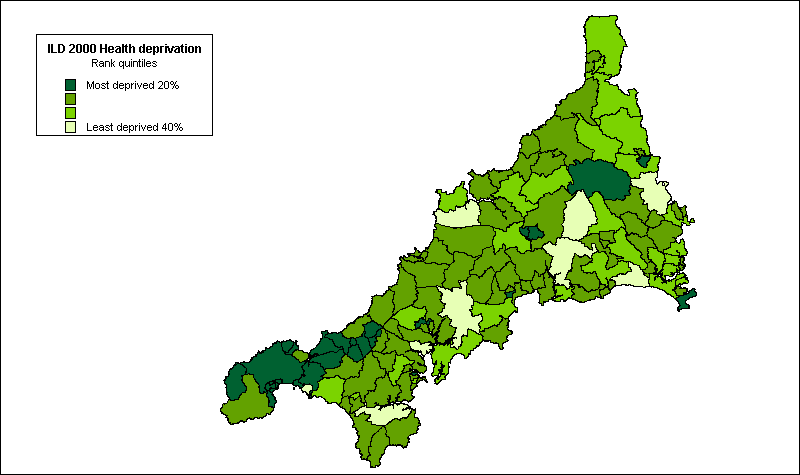 ILD 2000 Health deprivation
Rank quintiles
Most deprived 20%
Least deprived 40%